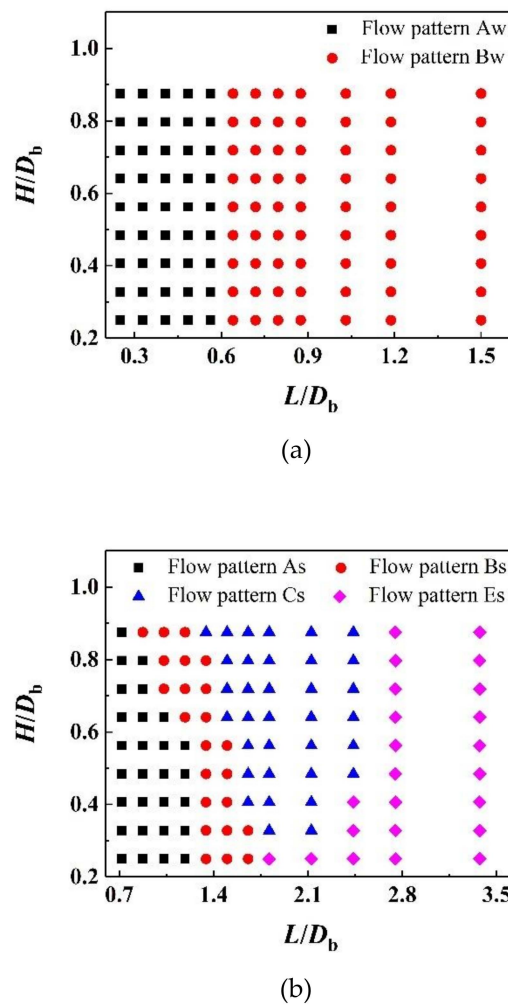 Flow pattern Aw
Flow pattern Bw
1.0
0.8
0.6
0.4
0.2
H/Db
0.3 0.6 0.9 1.2 1.5
L/Db
(a)
Flow pattern As Flow pattern Bs
Flow pattern Cs Flow pattern Es
1.0
0.8
0.6
0.4
0.2
H/Db
0.7 1.4 2.1 2.8 3.5
L/Db
(b)